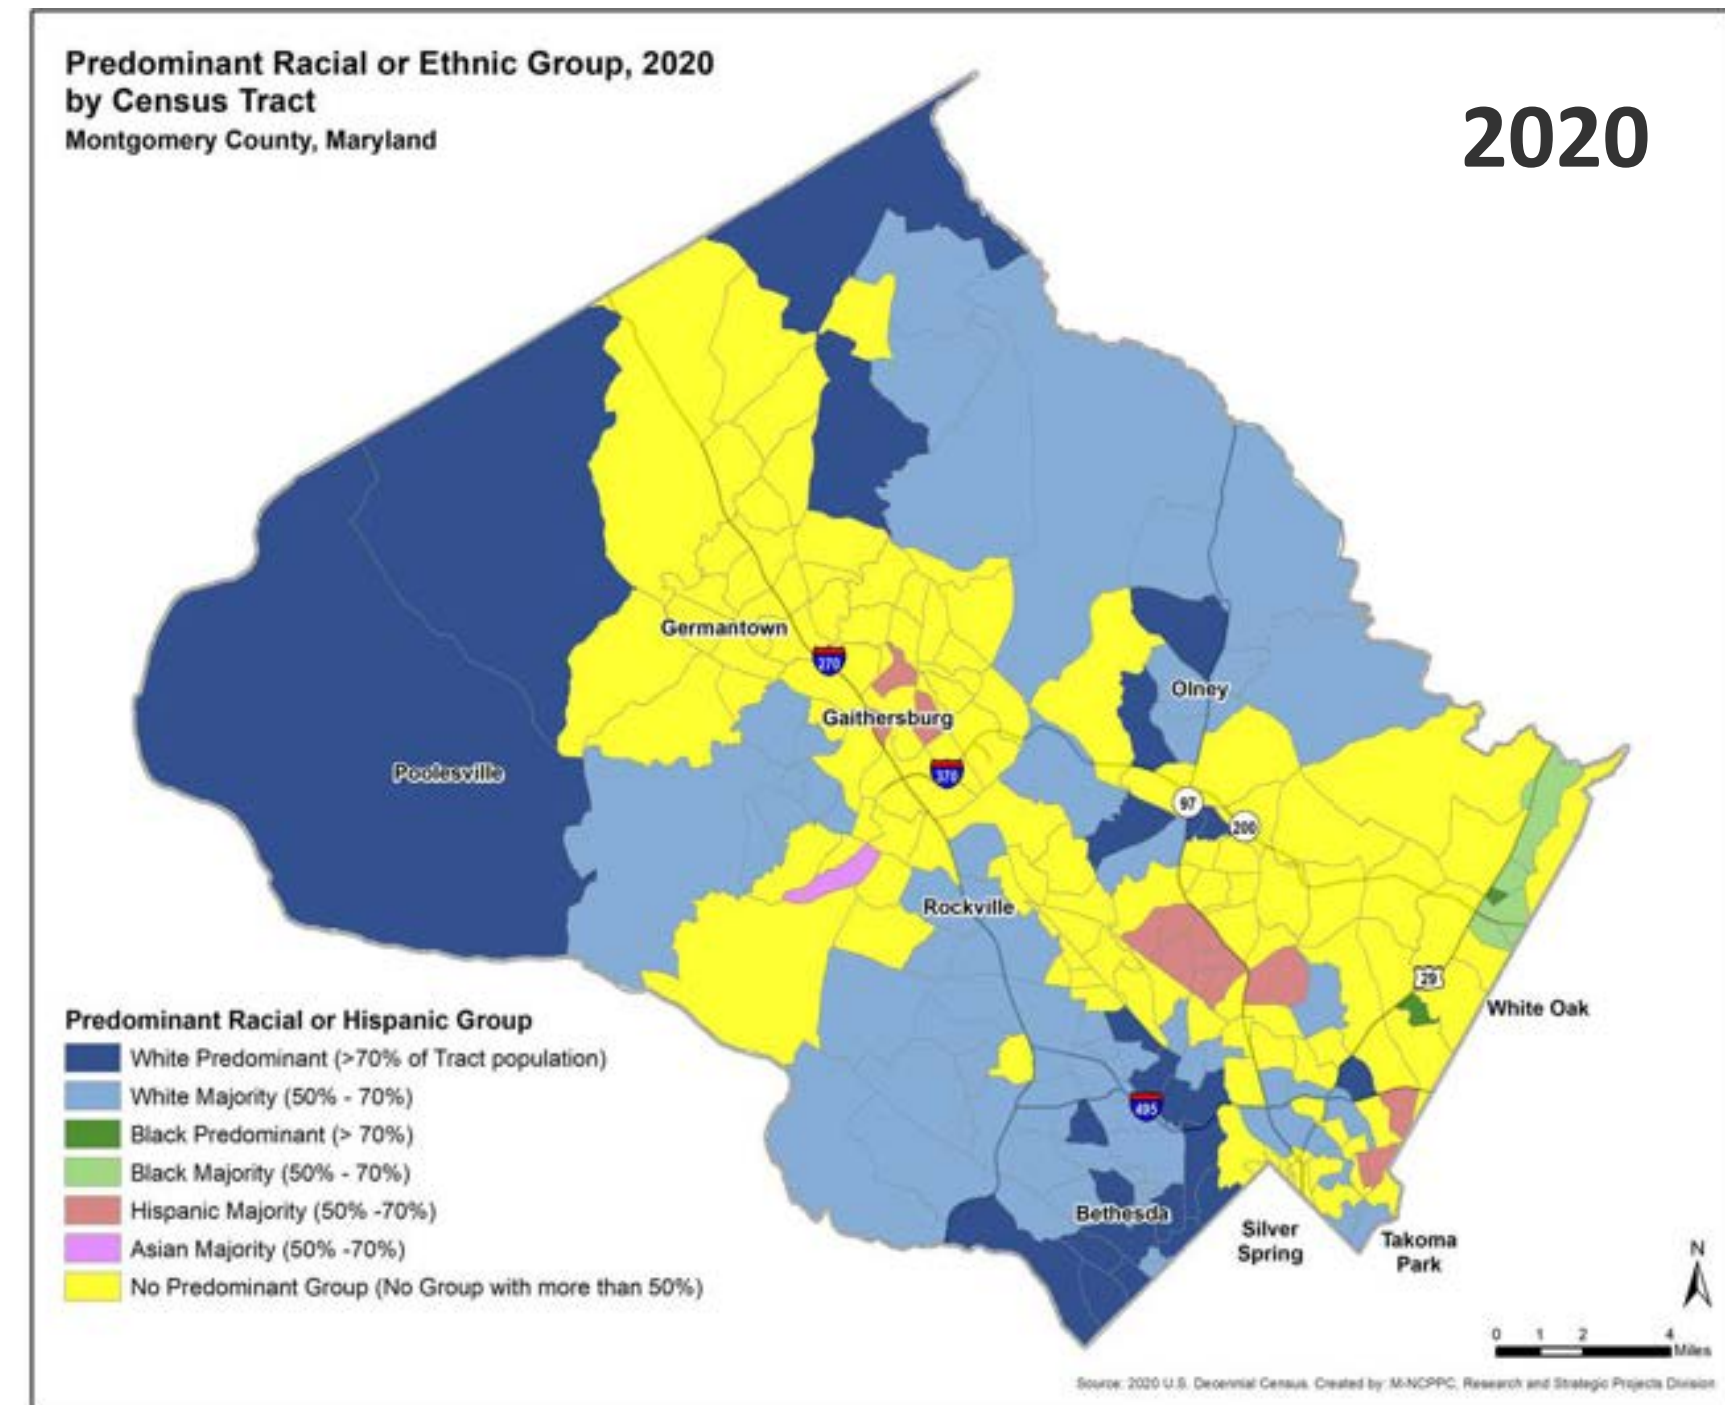 Predominant Racial or Ethnic Group, 2020
by Census Tract
Montgomery County, Maryland
2020
Germantown
270
Olney
Gaithersburg
Poolesville
370
97
200
Rockville
29
White Oak
Predominant Racial or Hispanic Group
White Predominant (>70% of Tract population)
White Majority (50% - 70%)
Black Predominant (> 70%)
Black Majority (50% - 70%)
Hispanic Majority (50% -70%)
Asian Majority (50% -70%)
No Predominant Group (No Group with more than 50%)
495
Bethesda
Silver
Spring
Takoma
Park
N
0 1 2 4
Miles
Source: 2020 U.S. Decennial Census. Created by: M-NCPPC, Research and Strategic Projects Division